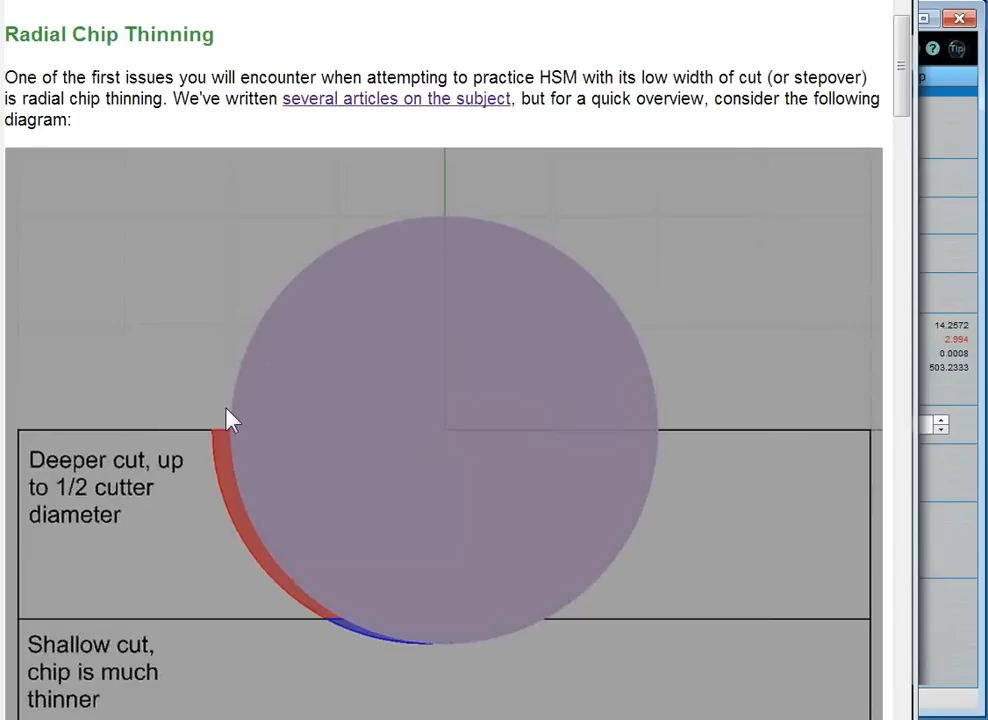 Radial Chip Thinning
One of the first issues you will encounter when attempting to practice HSM with its low width of cut (or stepover)
is radial chip thinning. We've written several articles on the subject, but for a quick overview, consider the following
diagram:
Deeper cut, up
to 1/2 cutter
diameter
Shallow cut,
chip is much
thinner
? Tip
p
14.2572
2.994
0.0008
503.2333